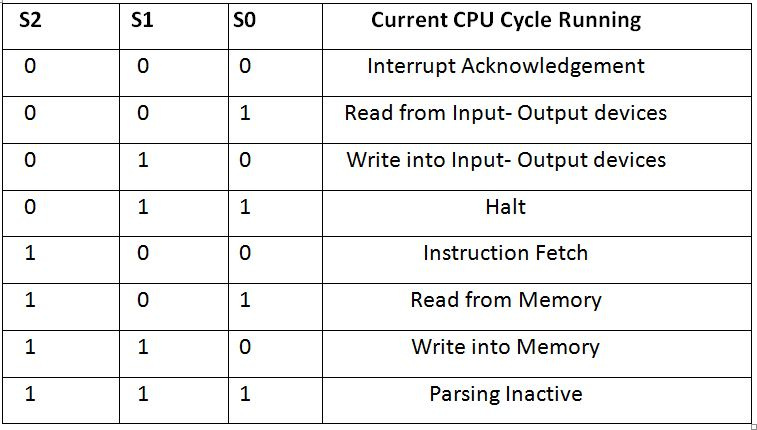 S2 S1 S0 Current CPU Cycle Running
0 0 0 Interrupt Acknowledgement
0 0 1 Read from Input- Output devices
0 1 0 Write into Input- Output devices
0 1 1 Halt
1 0 0 Instruction Fetch
1 0 1 Read from Memory
1 1 0 Write into Memory
1 1 1 Parsing Inactive